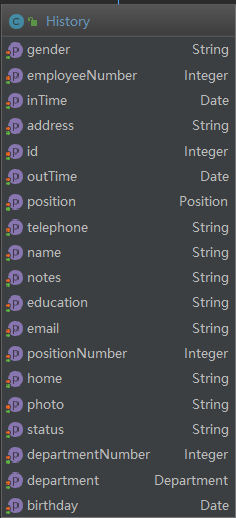 History
gender String
employeeNumber Integer
inTime Date
address String
id Integer
outTime Date
position Position
telephone String
name String
notes String
education String
email String
positionNumber Integer
home String
photo String
status String
departmentNumber Integer
department Department
birthday Date